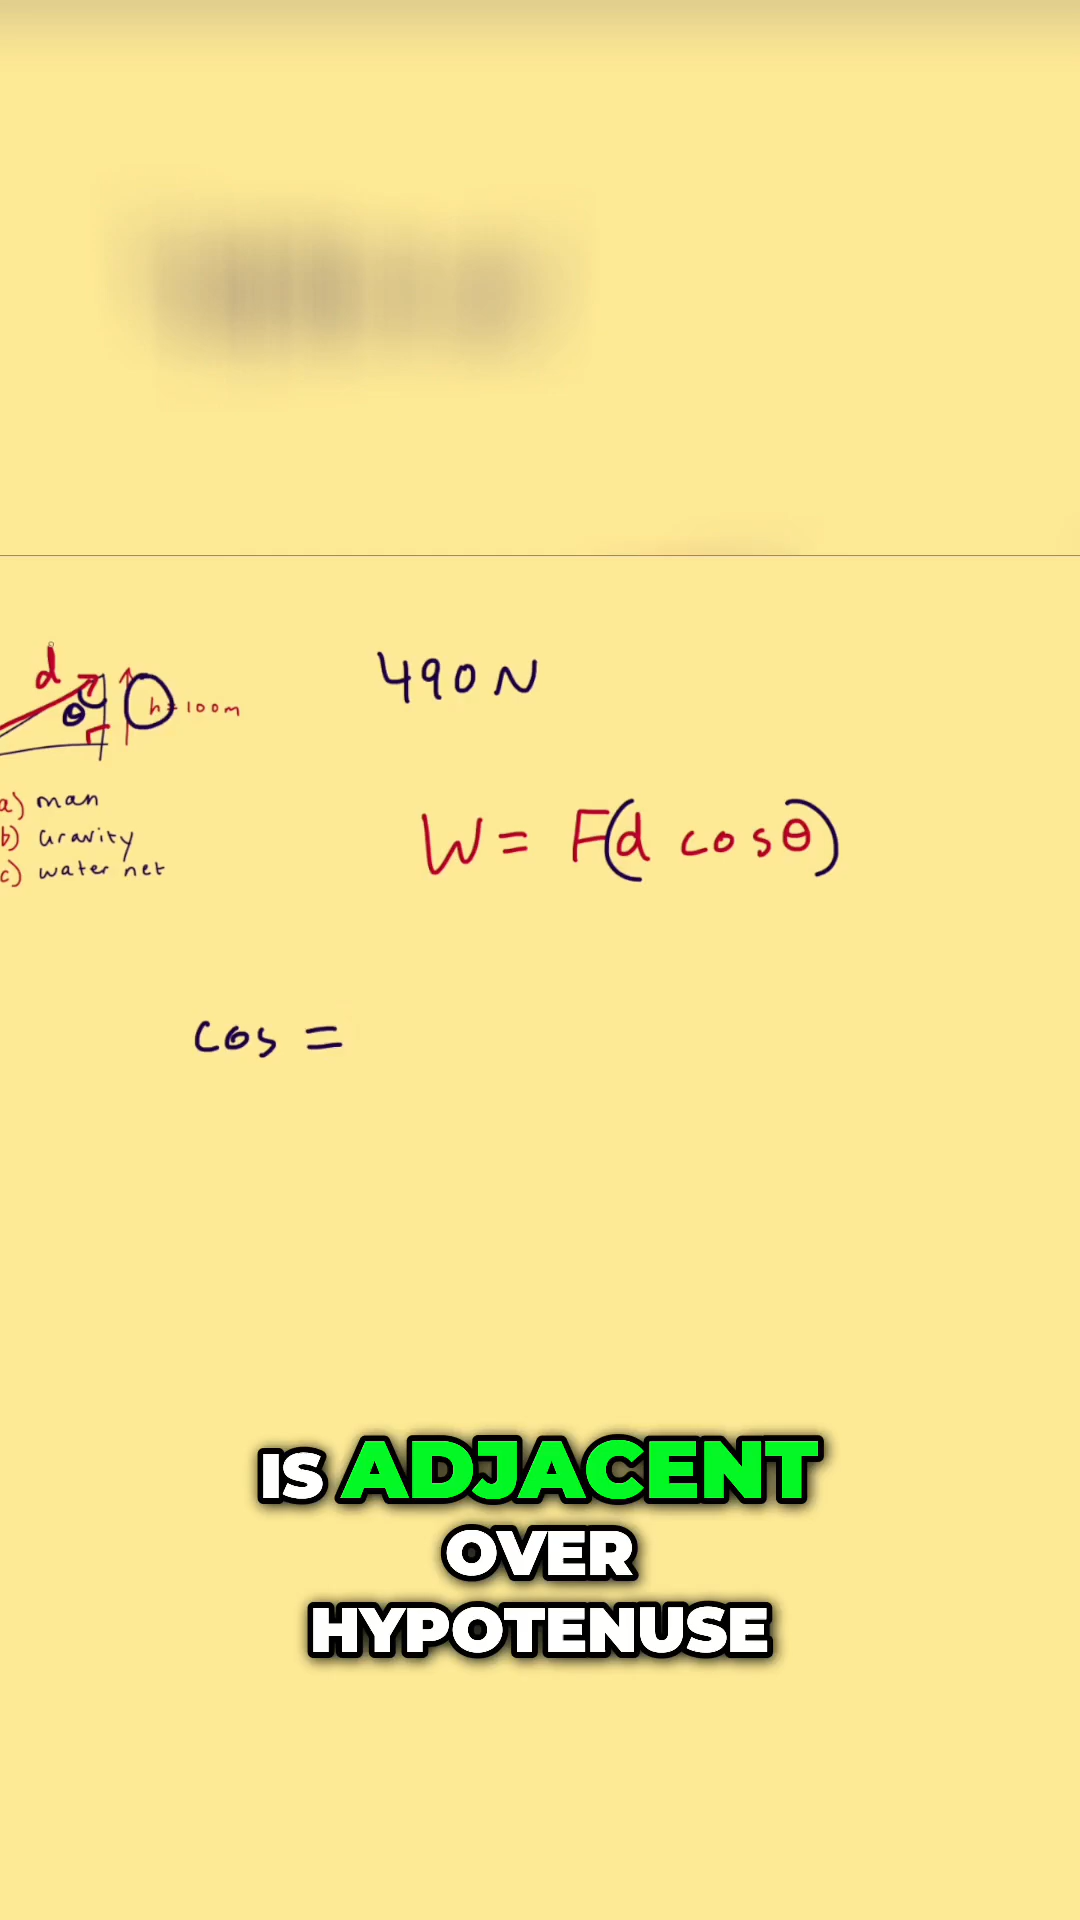 490N
d
θ
h=100m
a) man
b) gravity
c) water net
W = F(d cosθ)
cos =
IS ADJACENT
OVER
HYPOTENUSE